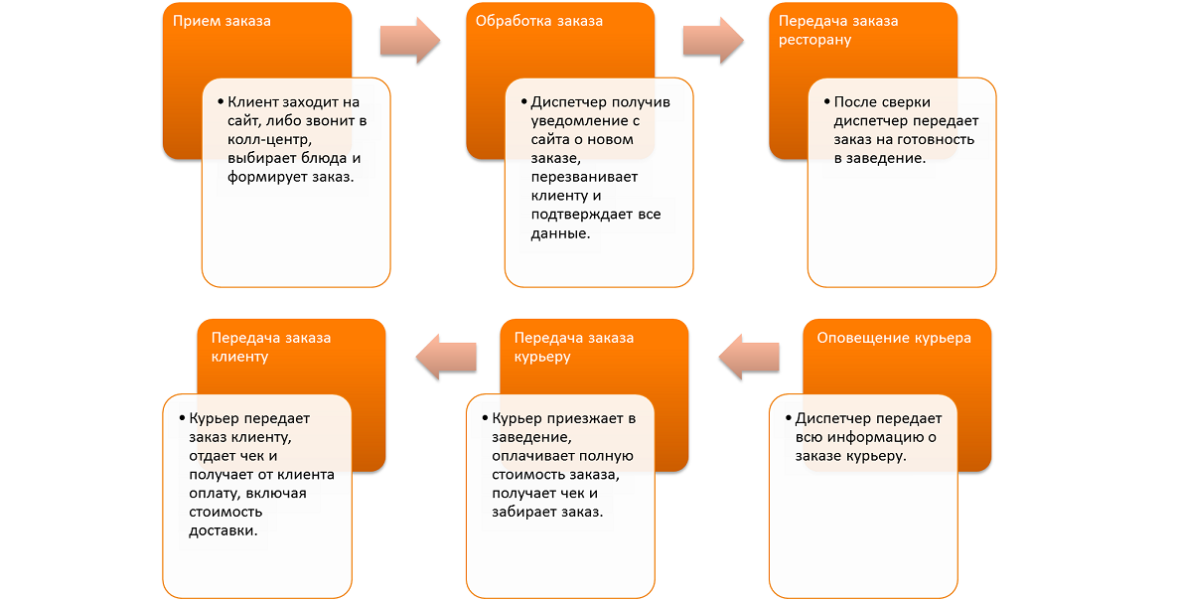 Прием заказа
• Клиент заходит на
сайт, либо звонит в
колл-центр,
выбирает блюда и
формирует заказ.
Обработка заказа
• Диспетчер получив
уведомление с
сайта о новом
заказе,
перезванивает
клиенту и
подтверждает все
данные.
Передача заказа
ресторану
• После сверки
диспетчер передает
заказ на готовность
в заведение.
Оповещение курьера
• Диспетчер передает
всю информацию о
заказе курьеру.
Передача заказа
курьеру
• Курьер приезжает в
заведение,
оплачивает полную
стоимость заказа,
получает чек и
забирает заказ.
Передача заказа
клиенту
• Курьер передает
заказ клиенту,
отдает чек и
получает от клиента
оплату, включая
стоимость
доставки.